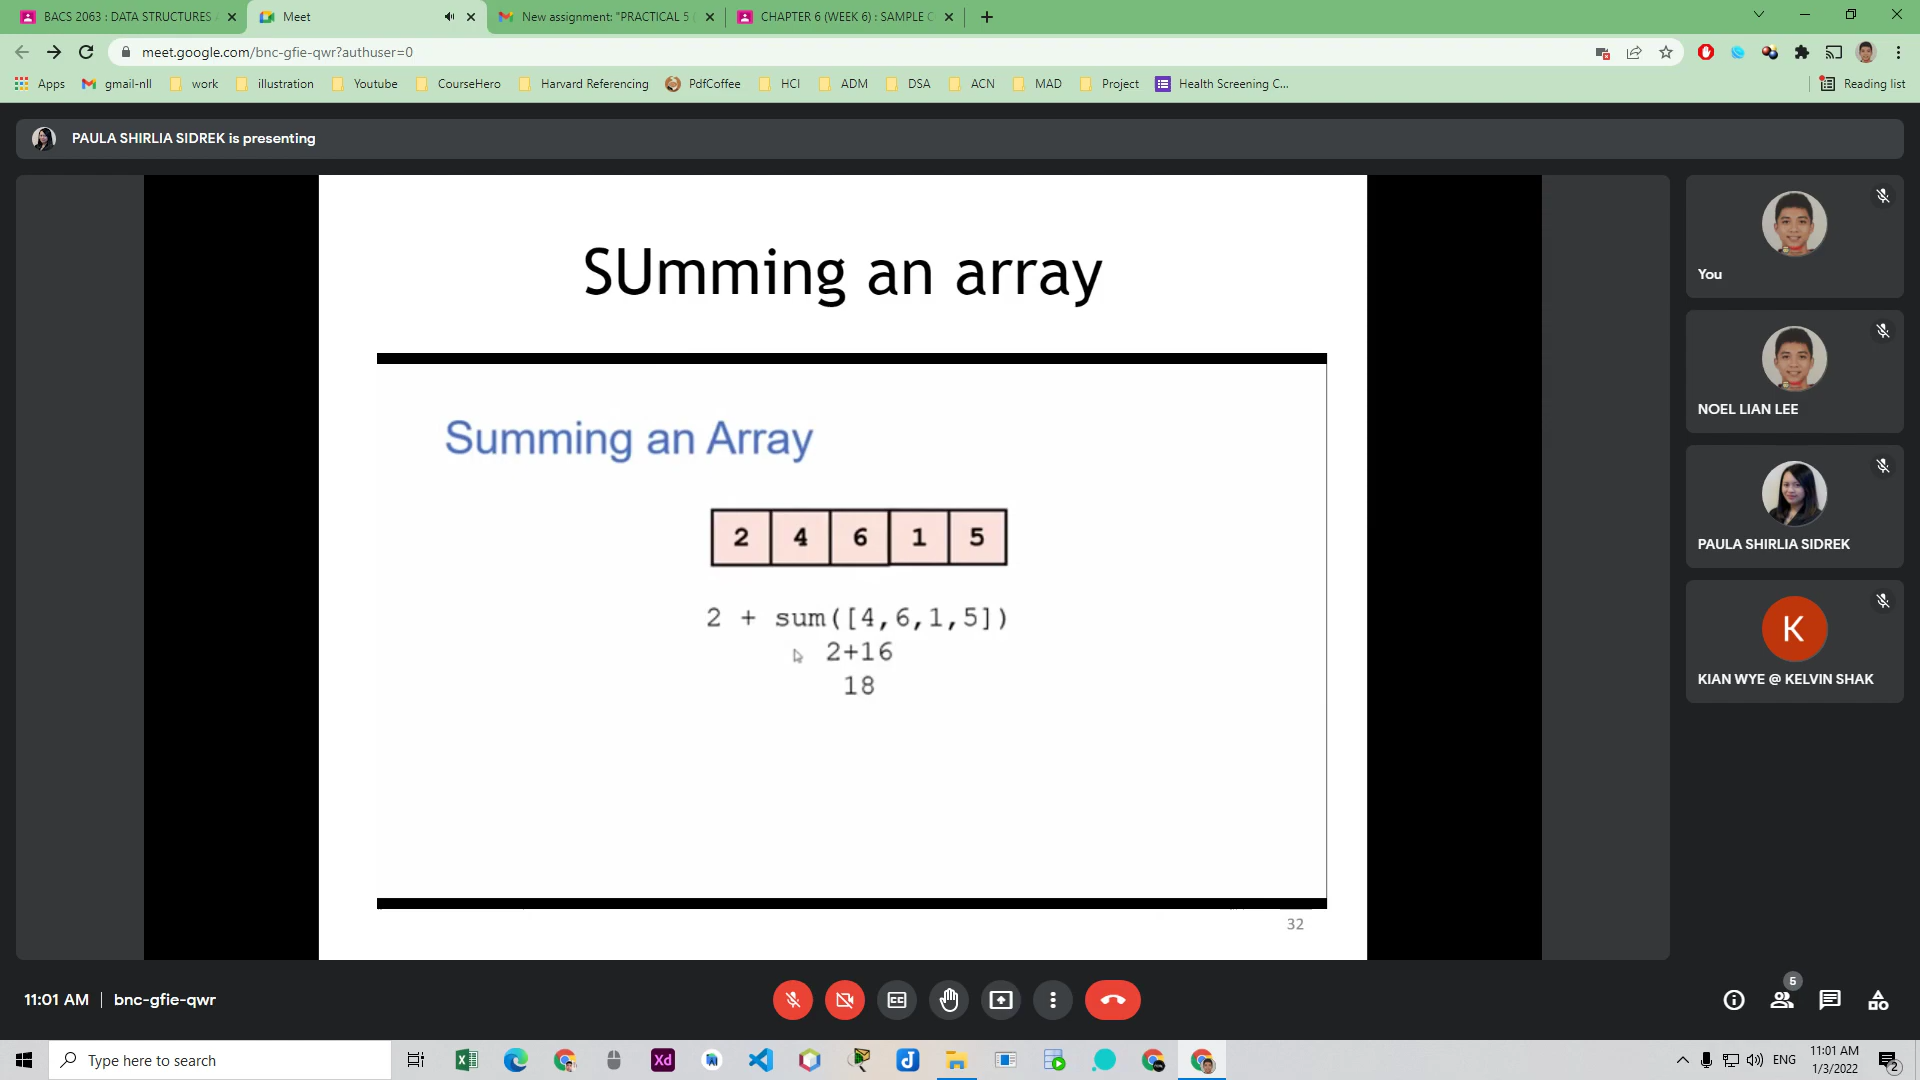 BACS 2063 : DATA STRUCTURES
Meet
New assignment: "PRACTICAL 5
CHAPTER 6 (WEEK 6) : SAMPLE
meet.google.com/bnc-gfie-qwr?authuser=0
Apps
gmail-nll
work
illustration
Youtube
CourseHero
Harvard Referencing
PdfCoffee
HCI
ADM
DSA
ACN
MAD
Project
Health Screening C...
Reading list
PAULA SHIRLIA SIDREK is presenting
SUmming an array
Summing an Array
2 4 6 1 5
2 + sum([4,6,1,5])
2+16
18
32
You
NOEL LIAN LEE
PAULA SHIRLIA SIDREK
K
KIAN WYE @ KELVIN SHAK
11:01 AM | bnc-gfie-qwr
5
Type here to search
Xd
ENG
11:01 AM
1/3/2022
2